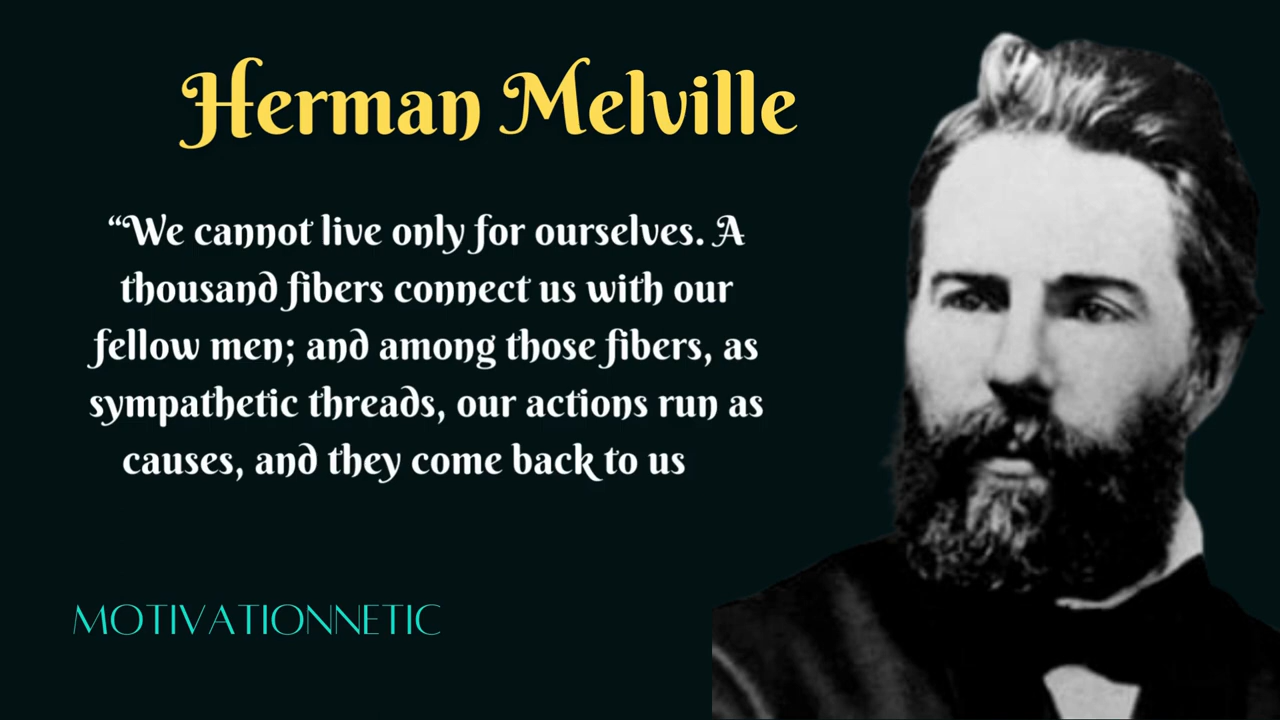 Herman Melville
“We cannot live only for ourselves. A
thousand fibers connect us with our
fellow men; and among those fibers, as
sympathetic threads, our actions run as
causes, and they come back to us
MOTIVATIONNETIC